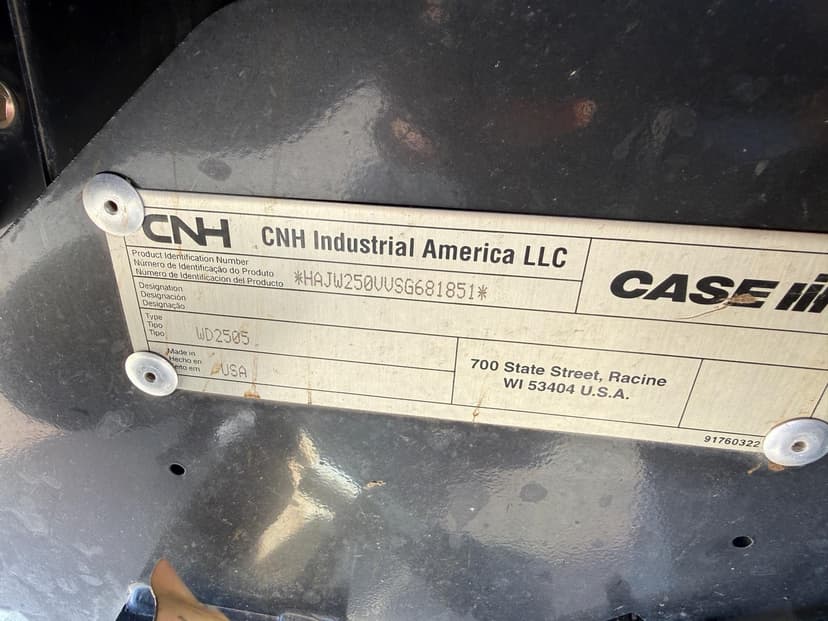 CNH CNH Industrial America LLC
Product Identification Number
Número de Identificação do Produto
Número de Identificacion del Producto
*HAJW250VVSG681851*
CASE IH
Designation
Designación
Designação
Type
Tipo
Tipo
WD2505
Made in
Hecho en
USA
700 State Street, Racine
WI 53404 U.S.A.
91760322